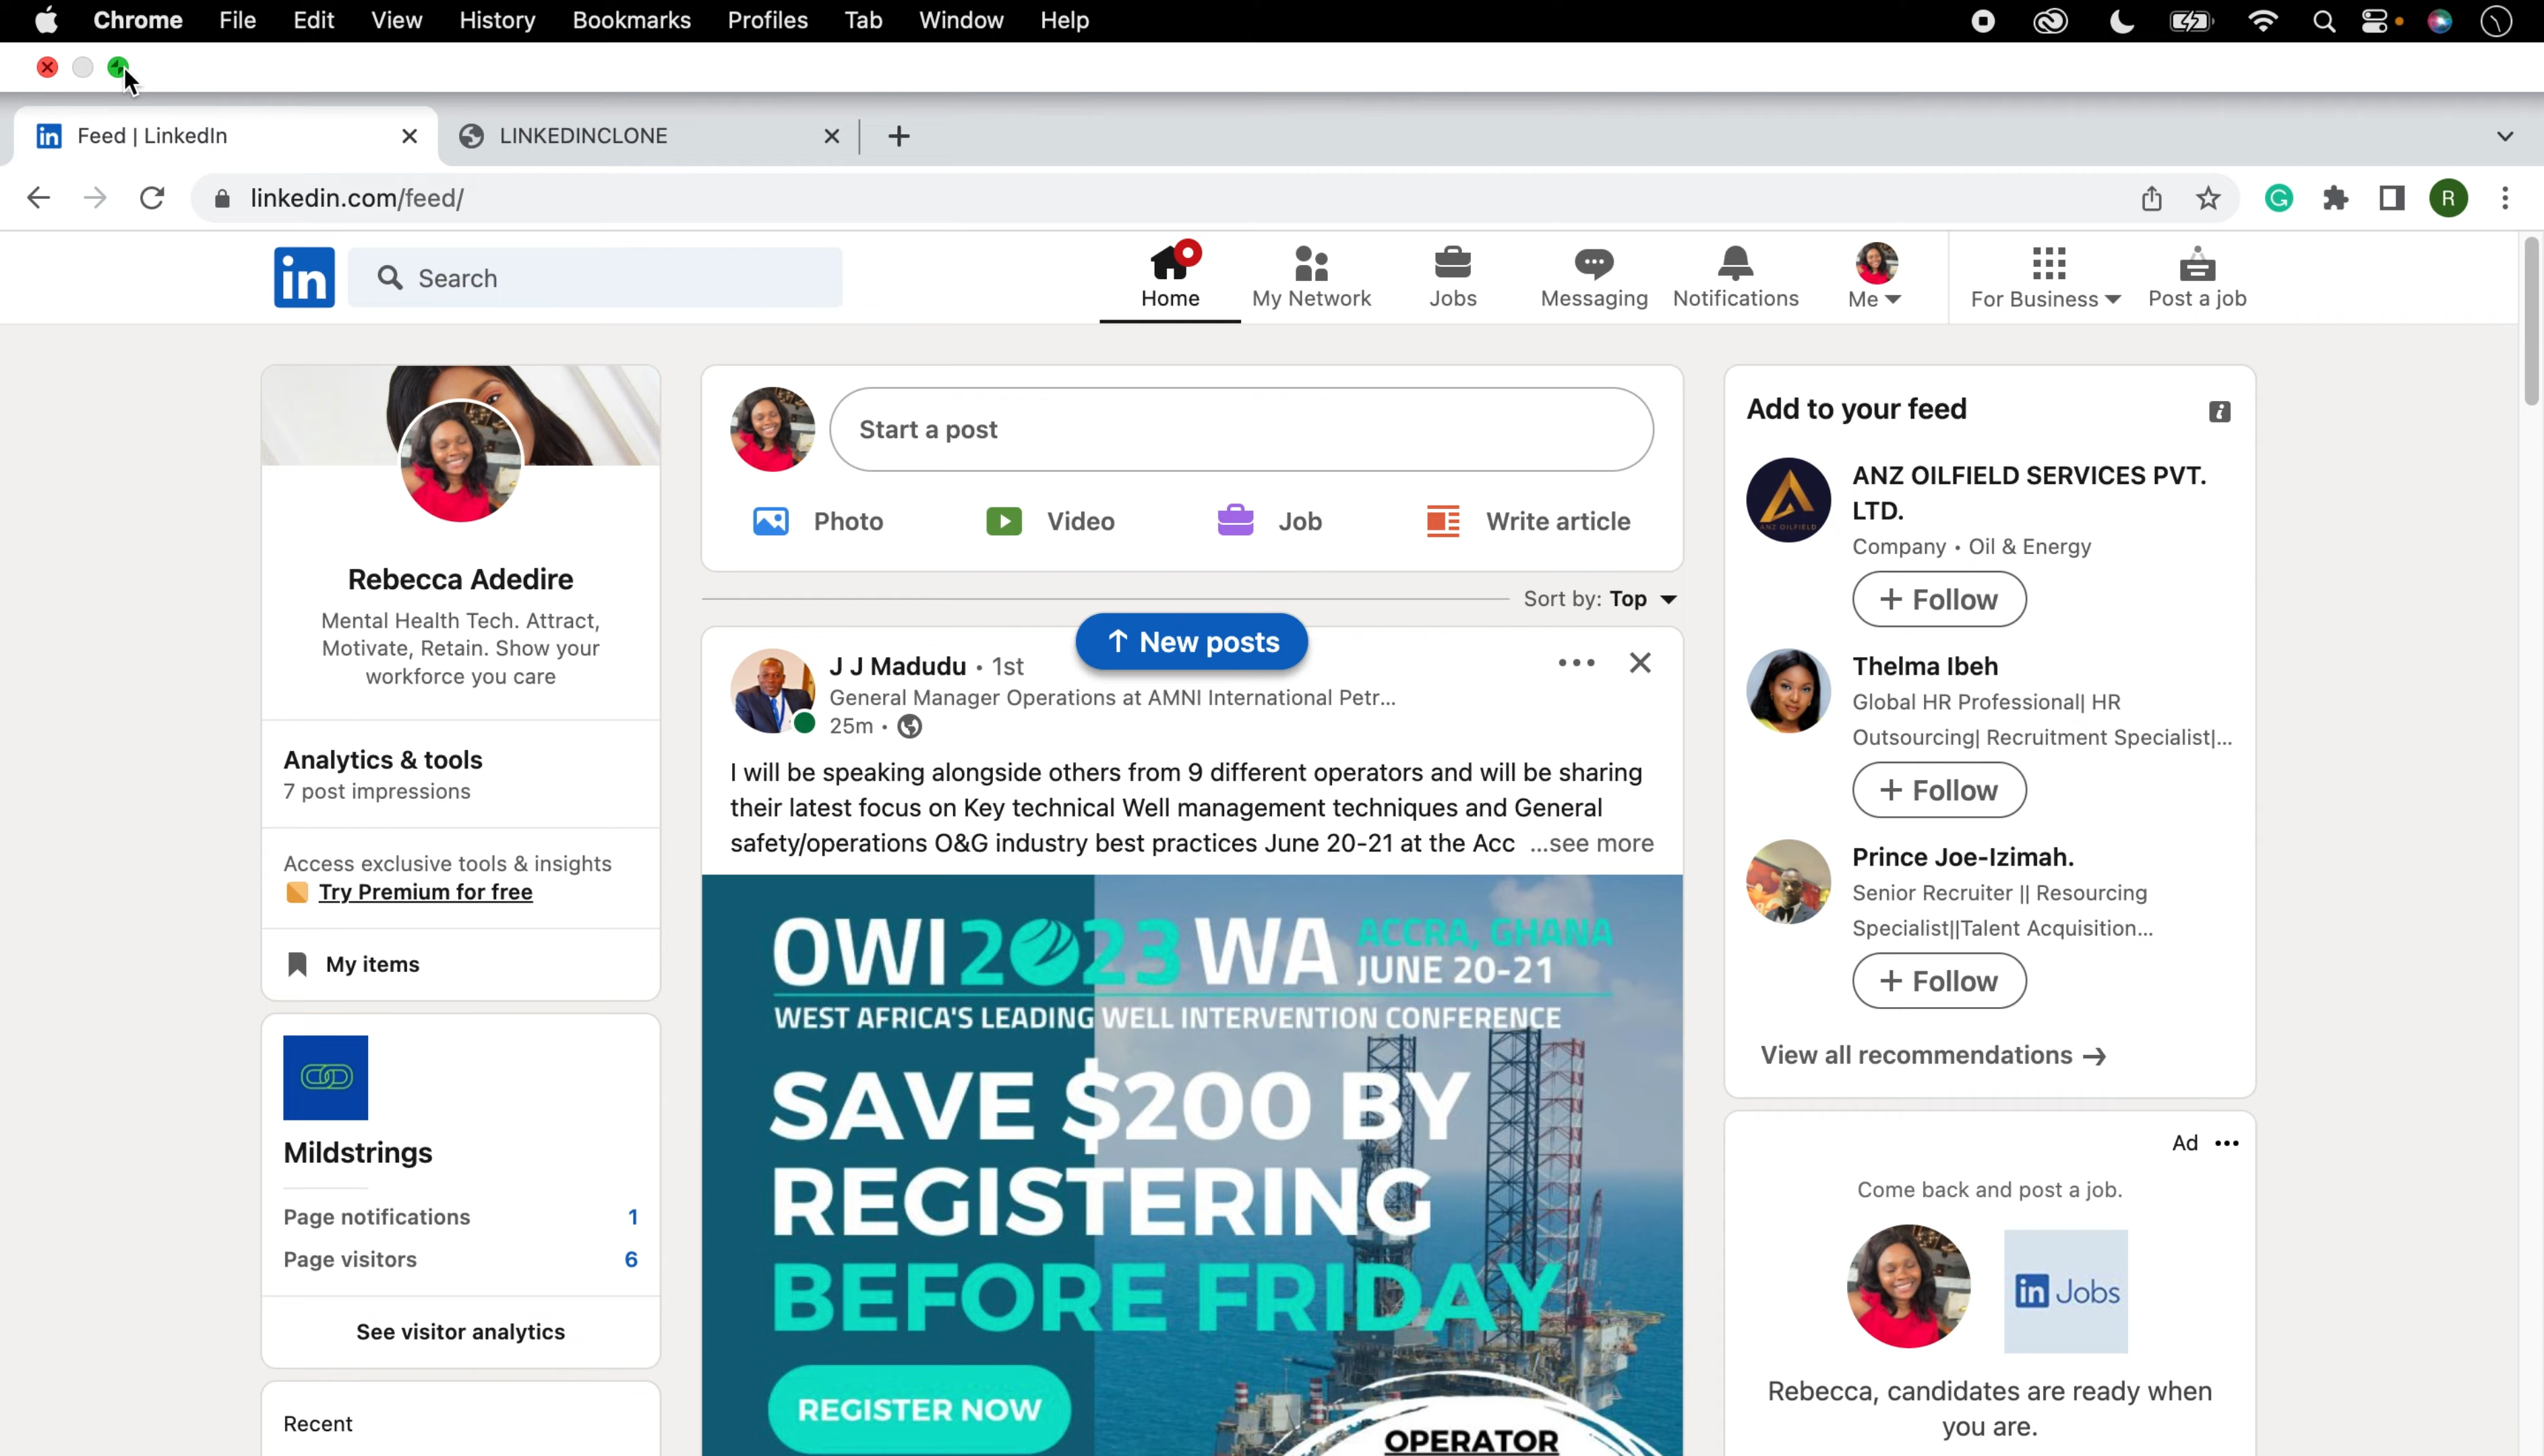 Chrome File Edit View History Bookmarks Profiles Tab Window Help
Feed | LinkedIn
LINKEDINCLONE
linkedin.com/feed/
R
in
Search
Home
My Network
Jobs
Messaging
Notifications
Me
For Business
Post a job
Rebecca Adedire
Mental Health Tech. Attract,
Motivate, Retain. Show your
workforce you care
Analytics & tools
7 post impressions
Access exclusive tools & insights
Try Premium for free
My items
Mildstrings
Page notifications 1
Page visitors 6
See visitor analytics
Recent
Start a post
Photo
Video
Job
Write article
Sort by: Top
↑ New posts
J J Madudu • 1st
General Manager Operations at AMNI International Petr...
25m •
I will be speaking alongside others from 9 different operators and will be sharing
their latest focus on Key technical Well management techniques and General
safety/operations O&G industry best practices June 20-21 at the Acc ...see more
OWI 2023 WA ACCRA, GHANA
JUNE 20-21
WEST AFRICA'S LEADING WELL INTERVENTION CONFERENCE
SAVE $200 BY
REGISTERING
BEFORE FRIDAY
REGISTER NOW
OPERATOR
Add to your feed
ANZ OILFIELD
ANZ OILFIELD SERVICES PVT.
LTD.
Company • Oil & Energy
+ Follow
Thelma Ibeh
Global HR Professional| HR
Outsourcing| Recruitment Specialist|...
+ Follow
Prince Joe-Izimah.
Senior Recruiter || Resourcing
Specialist||Talent Acquisition...
+ Follow
View all recommendations →
Ad •••
Come back and post a job.
in Jobs
Rebecca, candidates are ready when
you are.